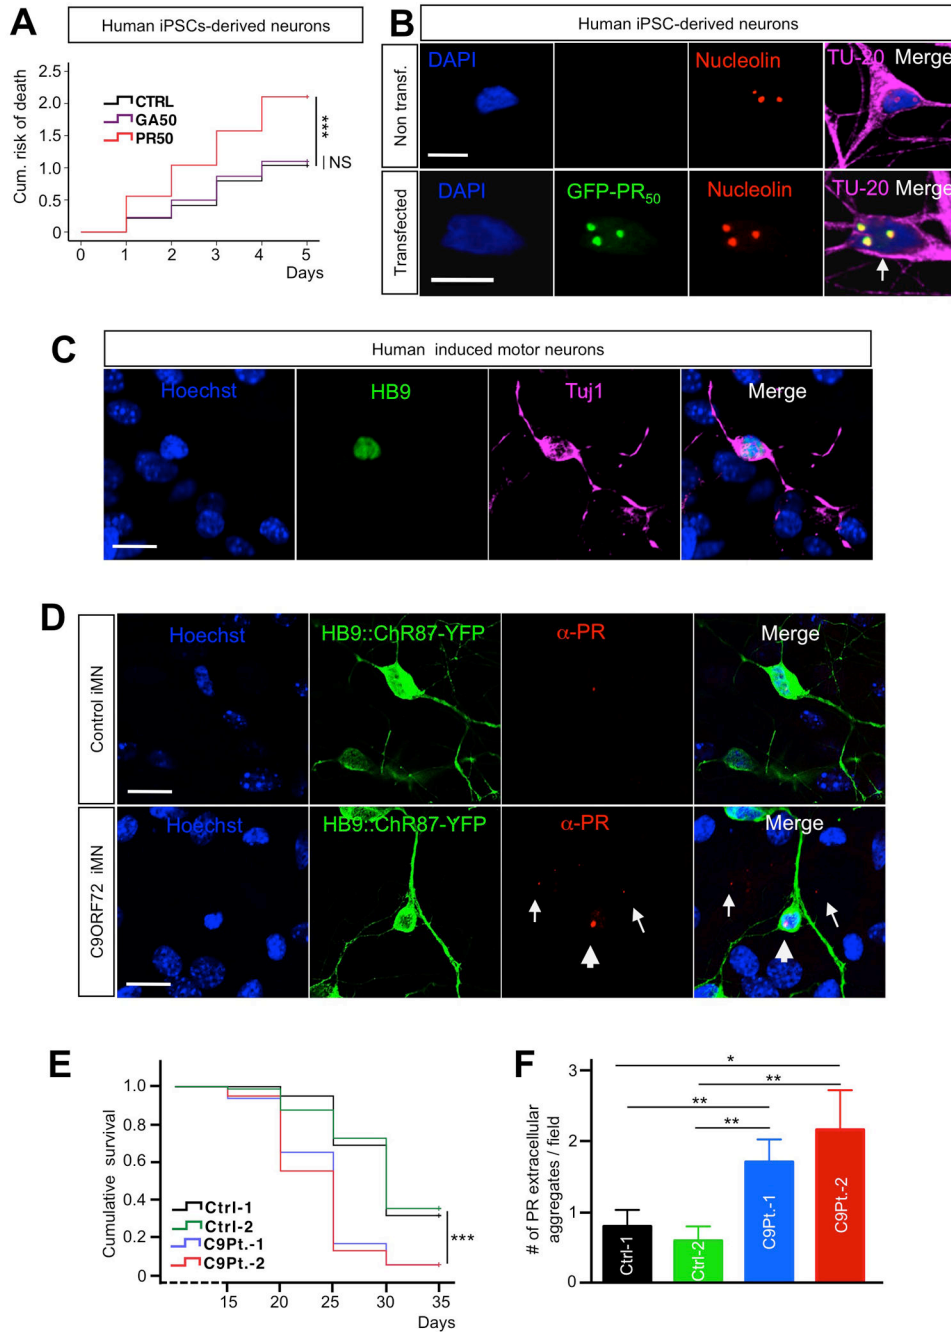 A
Human iPSCs-derived neurons
Cum. risk of death
2.5
2.0
1.5
1.0
0.5
0
CTRL
GA50
PR50
***
NS
0 1 2 3 4 5
Days
B
Human iPSC-derived neurons
Non transf.
DAPI
Nucleolin
TU-20 Merge
Transfected
DAPI
GFP-PR50
Nucleolin
TU-20 Merge
C
Human induced motor neurons
Hoechst
HB9
Tuj1
Merge
D
Control iMN
Hoechst
HB9::ChR87-YFP
α-PR
Merge
C9ORF72 iMN
Hoechst
HB9::ChR87-YFP
α-PR
Merge
E
Cumulative survival
1.0
0.8
0.6
0.4
0.2
0
Ctrl-1
Ctrl-2
C9Pt.-1
C9Pt.-2
***
15 20 25 30 35
Days
F
# of PR extracellular
aggregates / field
3
2
1
0
*
**
**
**
Ctrl-1
Ctrl-2
C9Pt.-1
C9Pt.-2